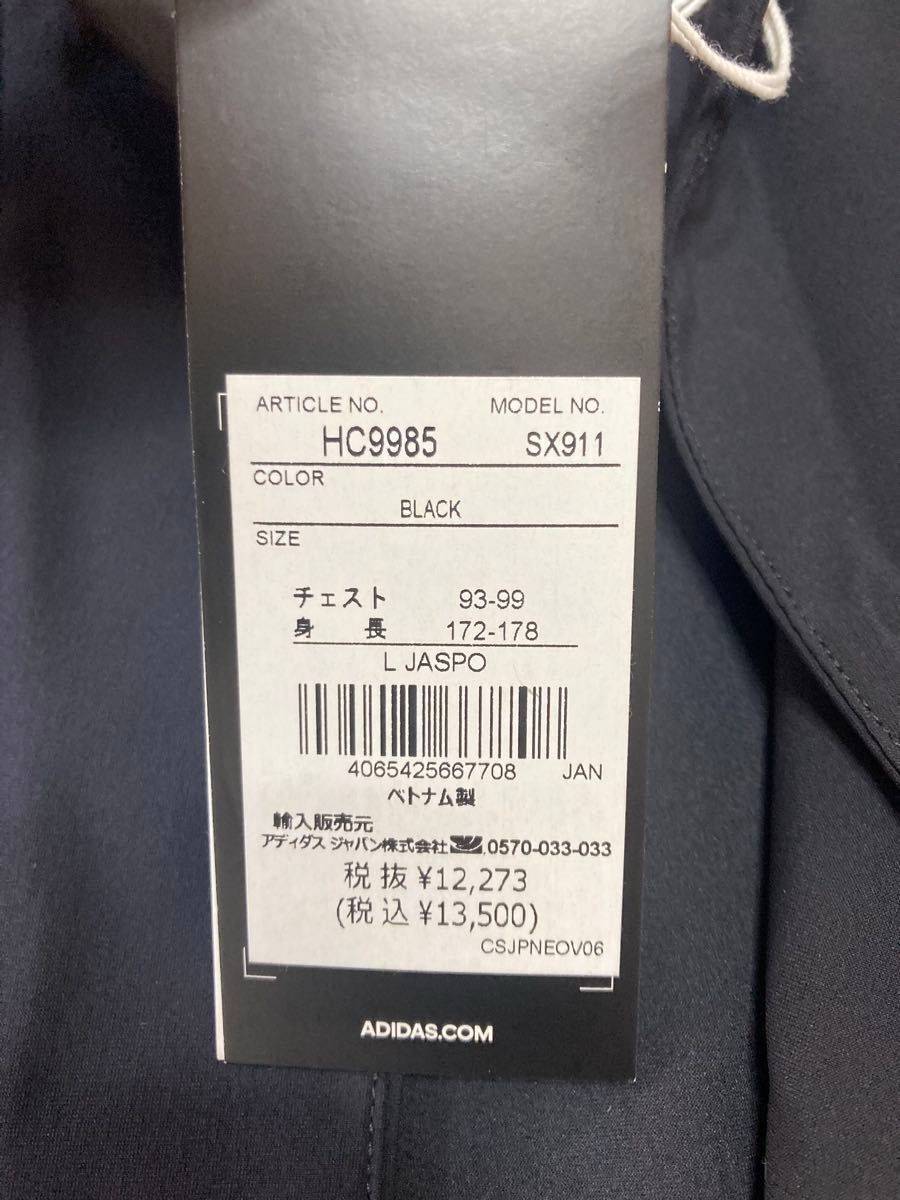 ARTICLE NO. MODEL NO.
HC9985 SX911
COLOR
BLACK
SIZE
チェスト 93-99
身長 172-178
L JASPO
4065425667708 JAN
ベトナム製
輸入販売元
アディダス ジャパン株式会社 0570-033-033
税抜 ¥12,273
(税込 ¥13,500)
CSJPNEOV06
ADIDAS.COM